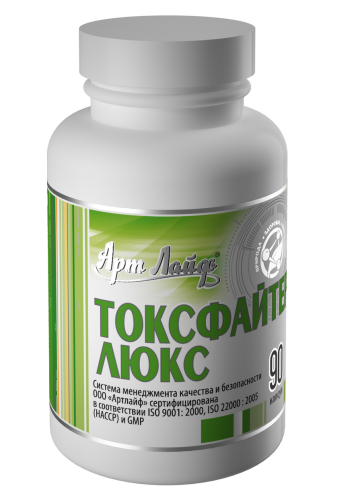 Арт Лайф®
ТОКСФАЙТЕ
ЛЮКС
90
Система менеджмента качества и безопасности
ООО «Артлайф» сертифицирована
в соответствии ISO 9001: 2000, ISO 22000 : 2005
(HACCP) и GMP